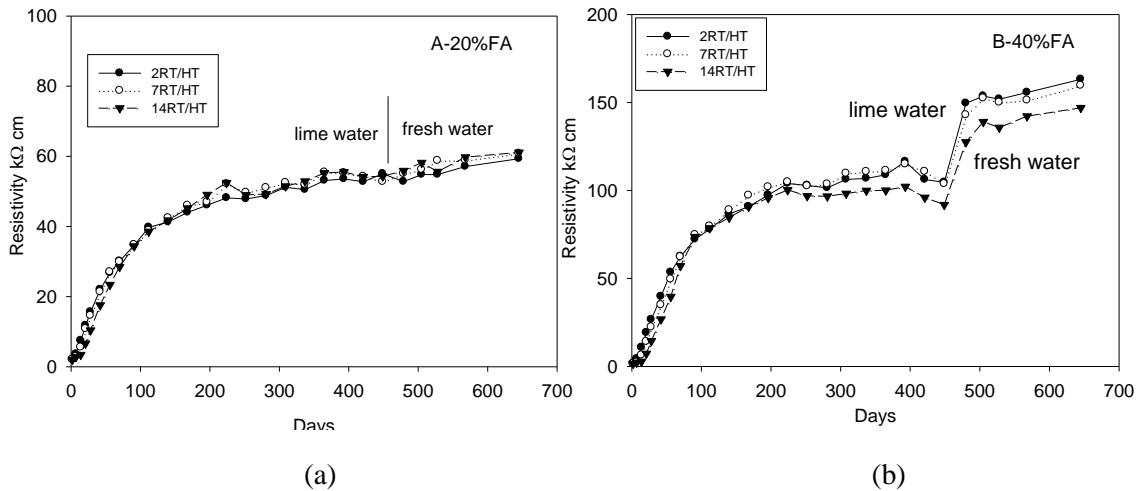 100
80
60
40
20
0
Resistivity kΩ cm
A-20%FA
2RT/HT
7RT/HT
14RT/HT
lime water
fresh water
0 100 200 300 400 500 600 700
Days
(a)
200
150
100
50
0
Resistivity kΩ cm
B-40%FA
2RT/HT
7RT/HT
14RT/HT
lime water
fresh water
0 100 200 300 400 500 600 700
Days
(b)